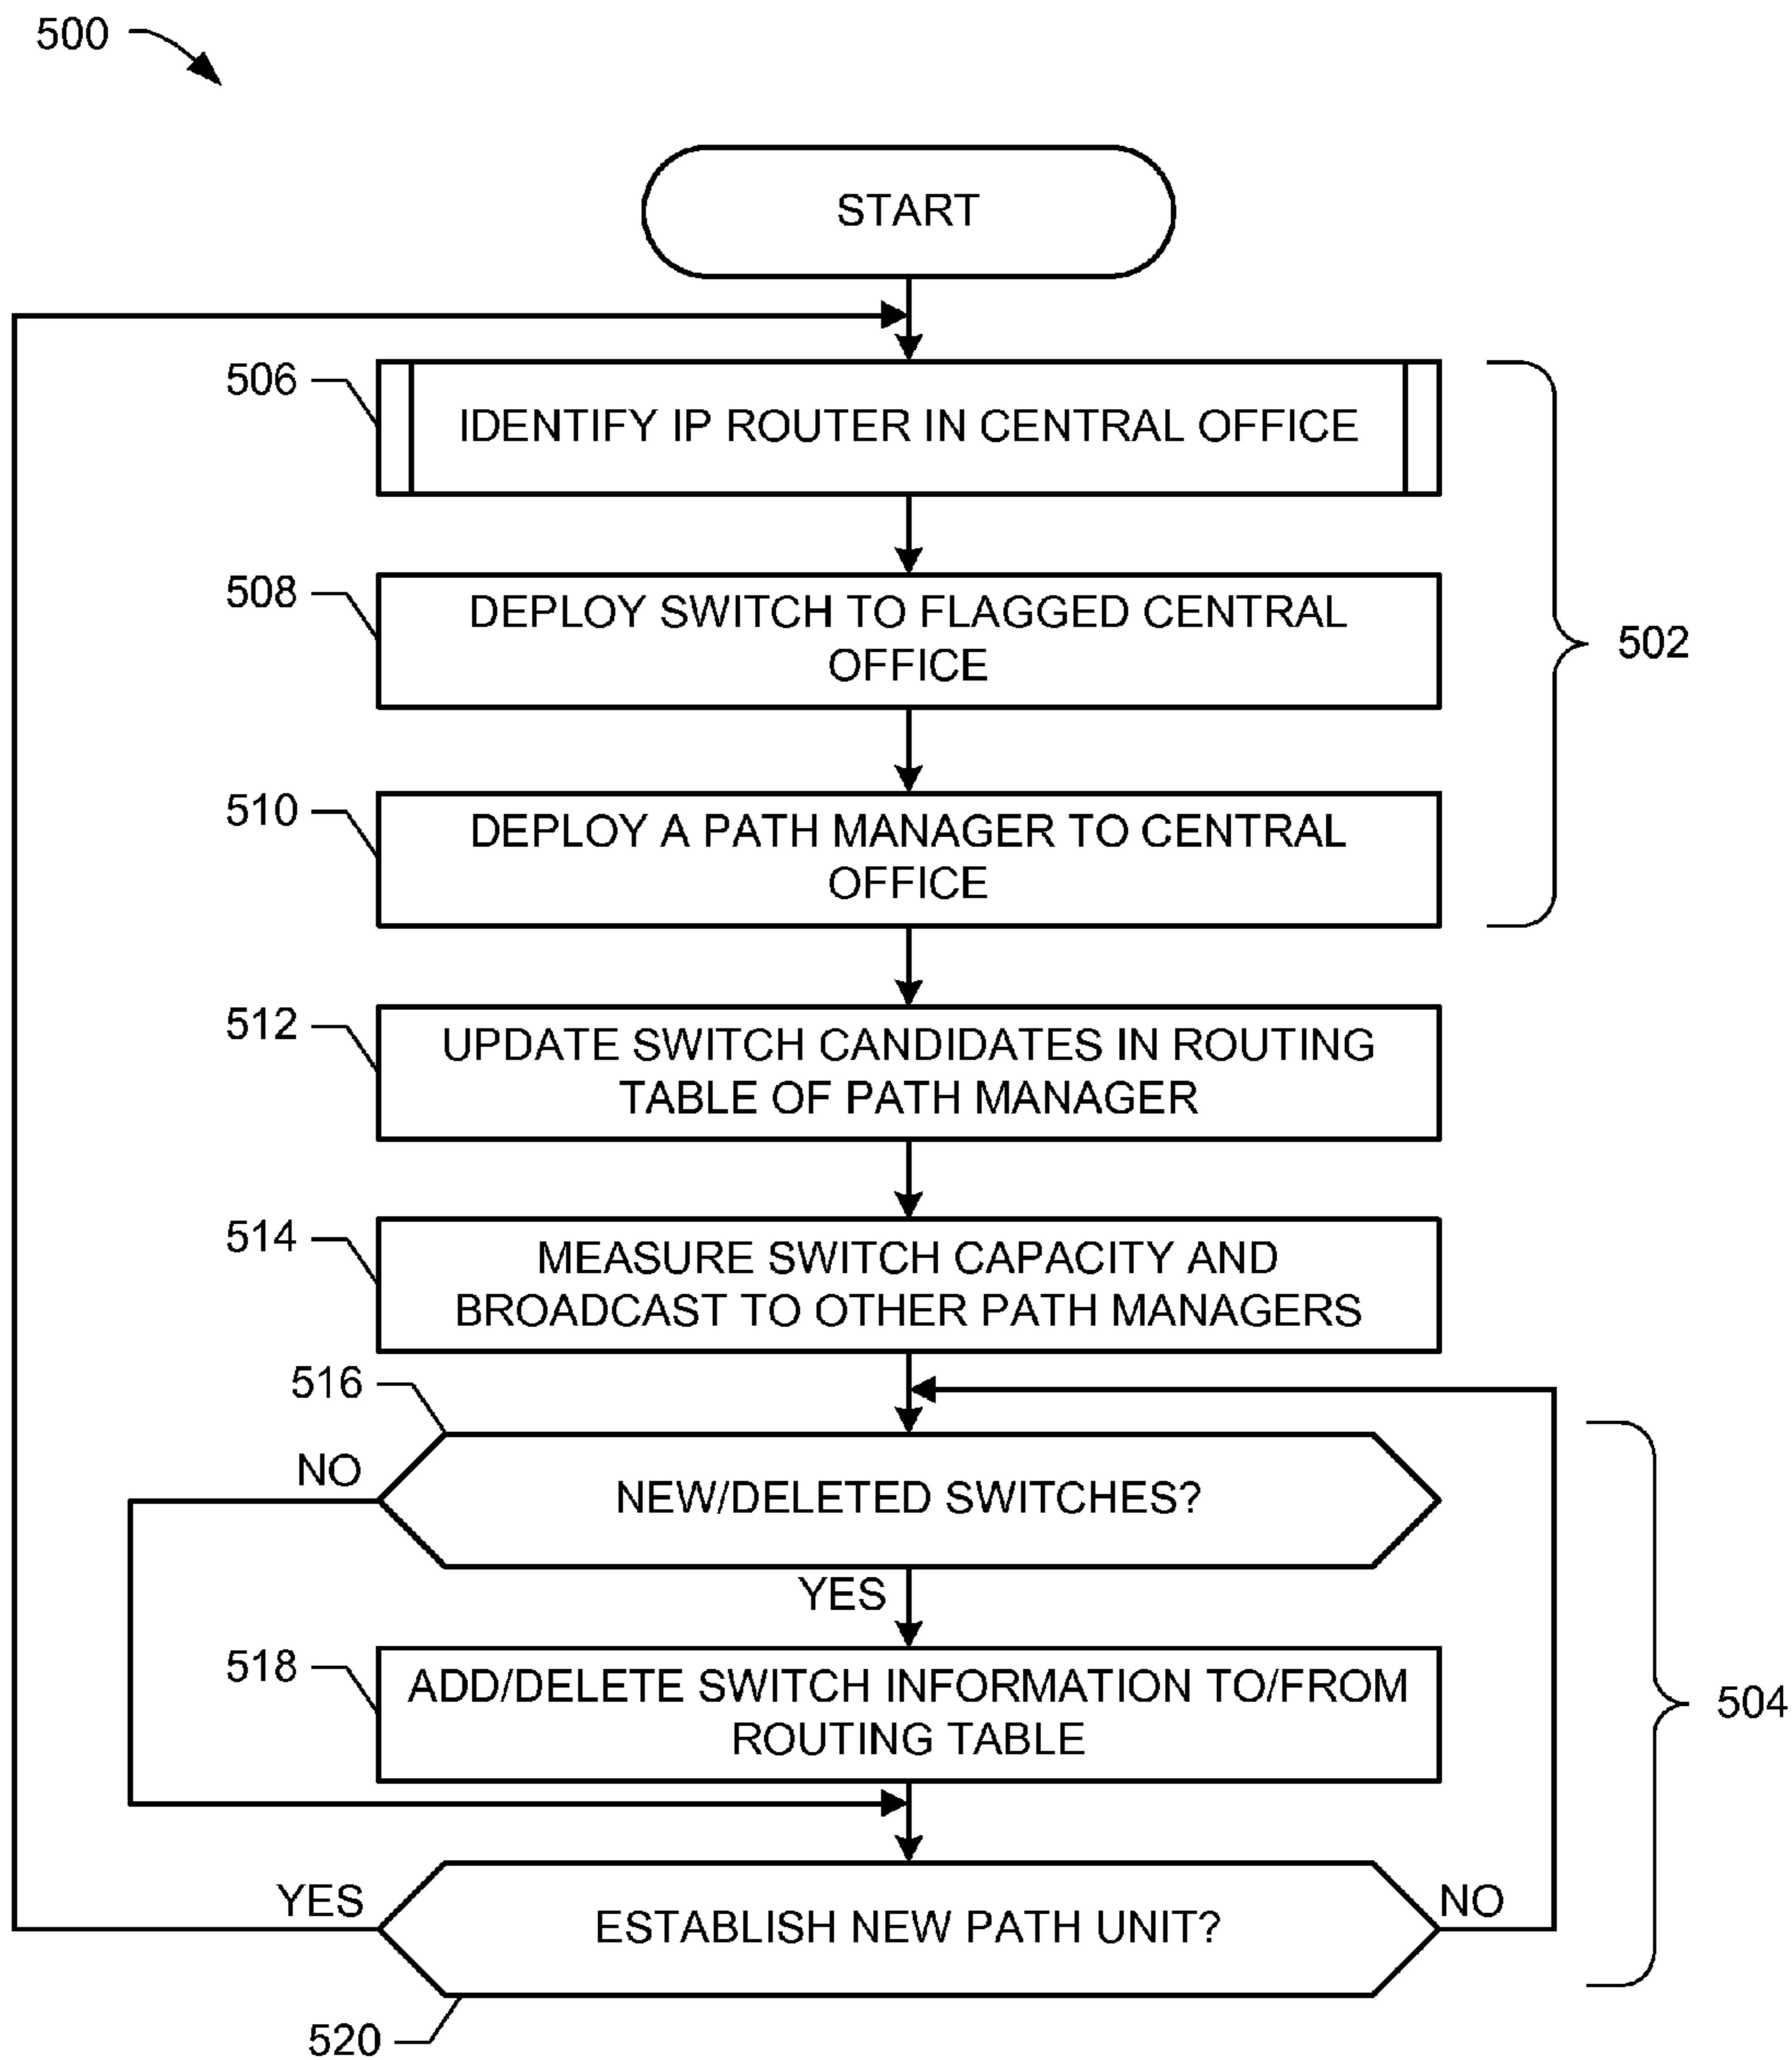 500
START
506
IDENTIFY IP ROUTER IN CENTRAL OFFICE
508
DEPLOY SWITCH TO FLAGGED CENTRAL
OFFICE
502
510
DEPLOY A PATH MANAGER TO CENTRAL
OFFICE
512
UPDATE SWITCH CANDIDATES IN ROUTING
TABLE OF PATH MANAGER
514
MEASURE SWITCH CAPACITY AND
BROADCAST TO OTHER PATH MANAGERS
516
NO
NEW/DELETED SWITCHES?
YES
518
ADD/DELETE SWITCH INFORMATION TO/FROM
ROUTING TABLE
504
YES
ESTABLISH NEW PATH UNIT?
NO
520